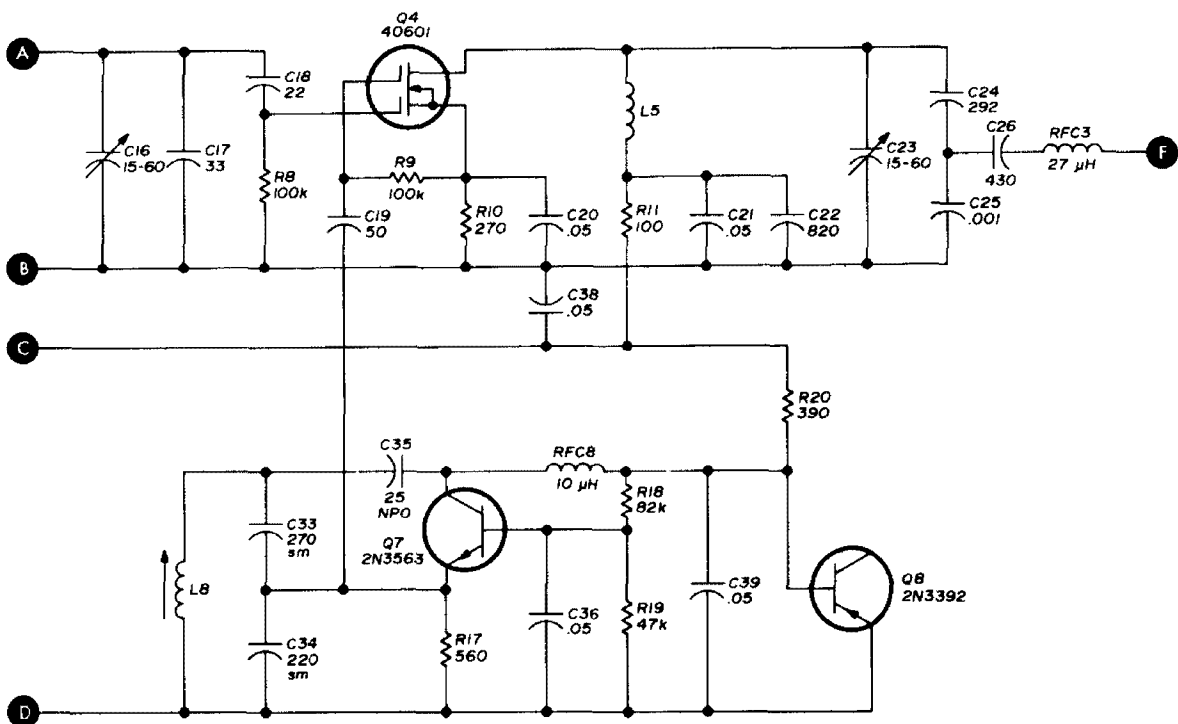 Q4
40601
A
C18
22
C16
15-60
C17
33
R8
100k
R9
100k
C19
50
R10
270
C20
.05
L5
R11
100
C21
.05
C22
820
C23
15-60
C24
292
C26
430
RFC3
27 μH
F
C25
.001
B
C38
.05
C
R20
390
C35
25
NPO
RFC8
10 μH
R18
82k
C33
270
sm
Q7
2N3563
L8
C34
220
sm
R17
560
C36
.05
R19
47k
C39
.05
Q8
2N3392
D